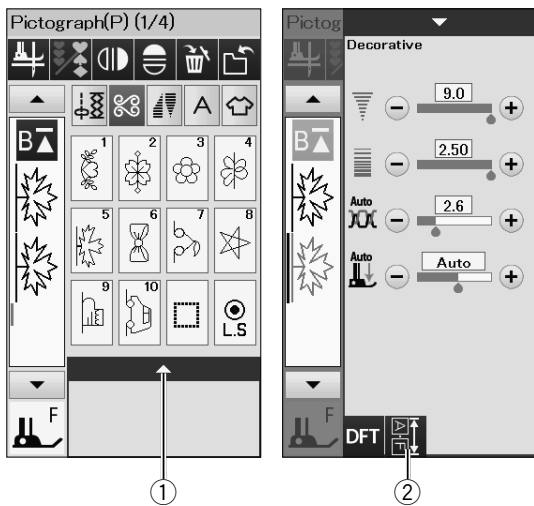 Pictograph(P) (1/4)
A
B
1 2 3 4
5 6 7 8
9 10 L.S
F
①
Pictog
Decorative
B
9.0
2.50
Auto
2.6
Auto
Auto
F
DFT
A
F
②